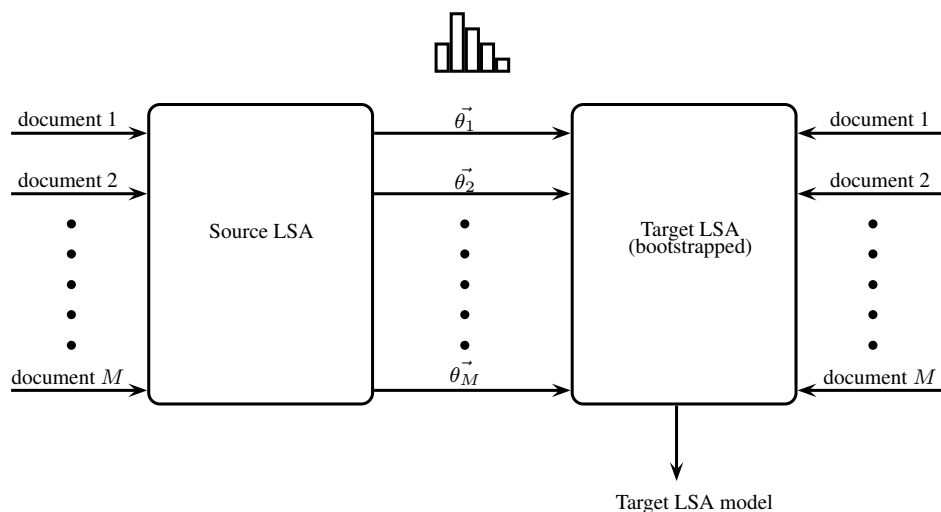 document 1
document 2
document M
Source LSA
θ⃗₁
θ⃗₂
θ⃗_M
Target LSA
(bootstrapped)
document 1
document 2
document M
Target LSA model